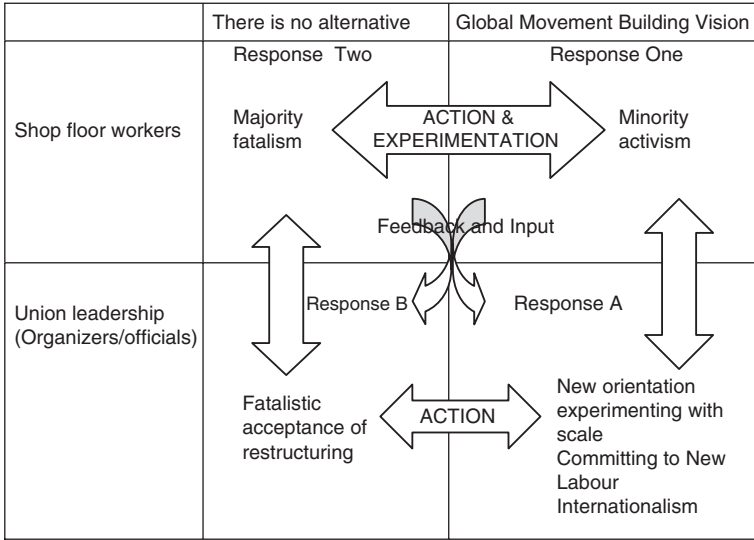 There is no alternative
Global Movement Building Vision
Response Two
Response One
Shop floor workers
Majority
fatalism
ACTION &
EXPERIMENTATION
Minority
activism
Feedback and Input
Union leadership
(Organizers/officials)
Response B
Response A
Fatalistic
acceptance of
restructuring
ACTION
New orientation
experimenting with
scale
Committing to New
Labour
Internationalism